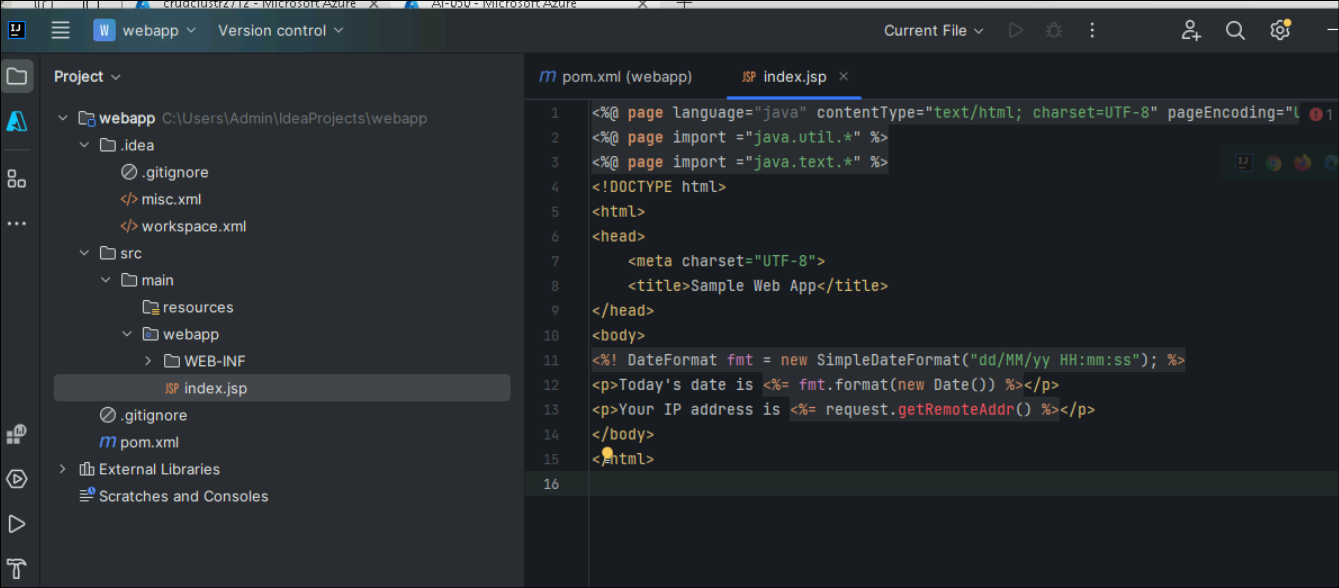 crudclustr2712 - Microsoft Azure
AI-050 - Microsoft Azure
W webapp Version control
Current File
Project
webapp C:\Users\Admin\IdeaProjects\webapp
.idea
.gitignore
misc.xml
workspace.xml
src
main
resources
webapp
WEB-INF
JSP index.jsp
.gitignore
m pom.xml
External Libraries
Scratches and Consoles
m pom.xml (webapp) JSP index.jsp
1 <%@ page language="java" contentType="text/html; charset=UTF-8" pageEncoding="U 1
2 <%@ page import ="java.util.*" %>
3 <%@ page import ="java.text.*" %>
4 <!DOCTYPE html>
5 <html>
6 <head>
7 <meta charset="UTF-8">
8 <title>Sample Web App</title>
9 </head>
10 <body>
11 <%! DateFormat fmt = new SimpleDateFormat("dd/MM/yy HH:mm:ss"); %>
12 <p>Today's date is <%= fmt.format(new Date()) %></p>
13 <p>Your IP address is <%= request.getRemoteAddr() %></p>
14 </body>
15 </html>
16